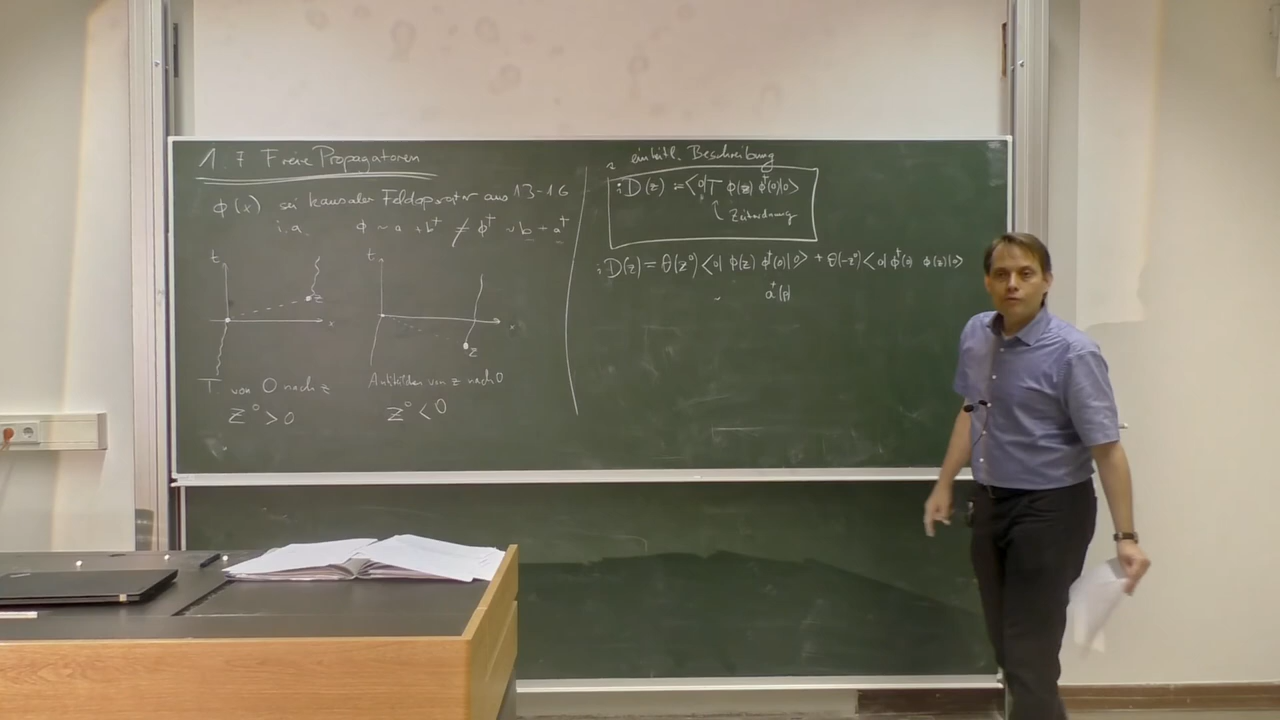 1.7 Freie Propagatoren
ϕ(x) sei kausaler Feldoperator aus 13-16
i.a. ϕ ~ a + b† ≠ ϕ† ~ b + a†
t
x
z
T. von 0 nach z
z⁰ > 0
t
x
z
Antiteilchen von z nach 0
z⁰ < 0
einheitl. Beschreibung
iD(z) := <0|T ϕ(z) ϕ†(0)|0>
↑
Zeitordnung
iD(z) = θ(z⁰) <0| ϕ(z) ϕ†(0)|0> + θ(-z⁰) <0| ϕ†(0) ϕ(z)|0>
~ a†(p)